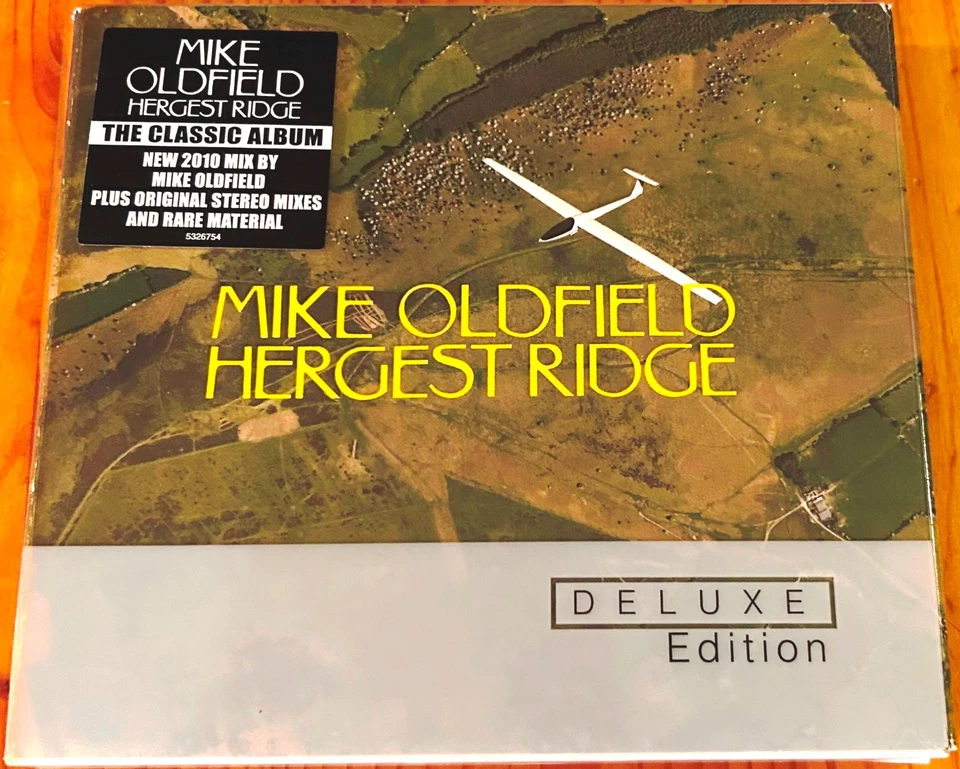 MIKE
OLDFIELD
HERGEST RIDGE
THE CLASSIC ALBUM
NEW 2010 MIX BY
MIKE OLDFIELD
PLUS ORIGINAL STEREO MIXES
AND RARE MATERIAL
5326754
MIKE OLDFIELD
HERGEST RIDGE
DELUXE
Edition